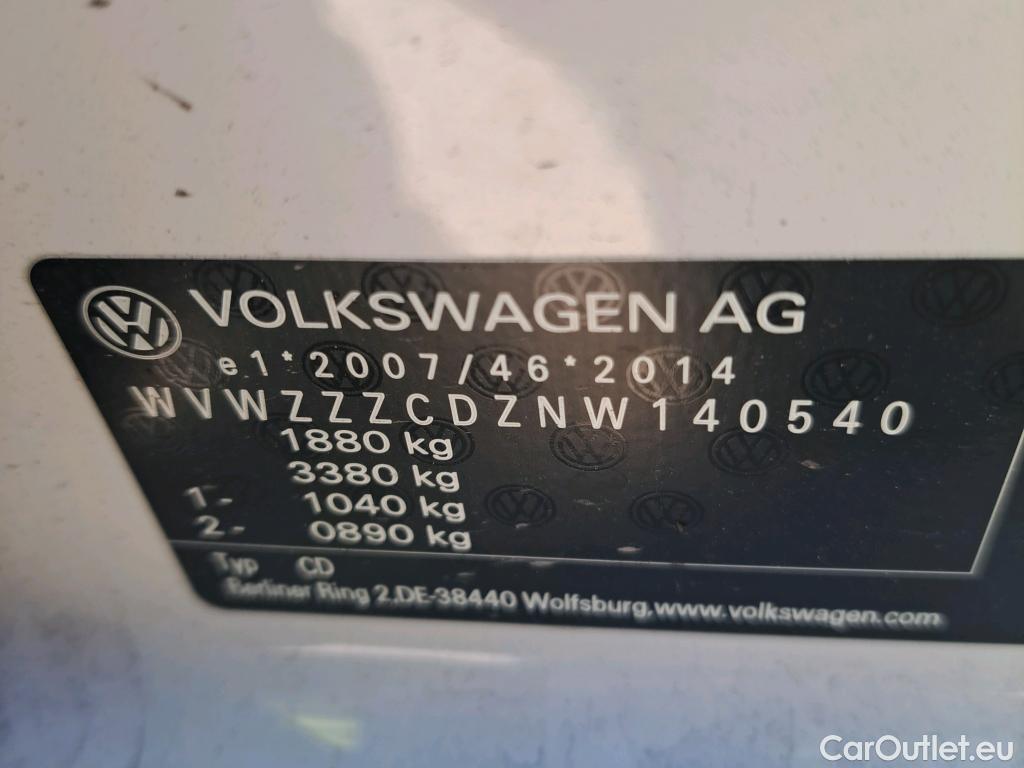 VOLKSWAGEN AG
e1*2007/46*2014
WVWZZZCDZNW140540
1880 kg
3380 kg
1.- 1040 kg
2.- 0890 kg
Typ CD
Berliner Ring 2,DE-38440 Wolfsburg,www.volkswagen.com
CarOutlet.eu